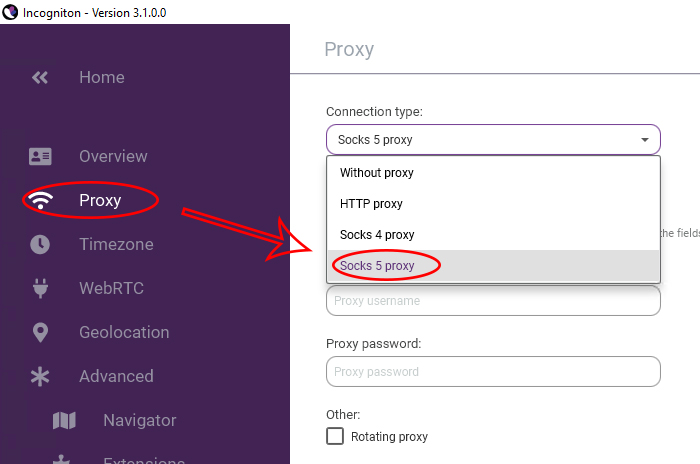 Incogniton - Version 3.1.0.0
Home
Overview
Proxy
Timezone
WebRTC
Geolocation
Advanced
Navigator
Extensions
Proxy
Connection type:
Socks 5 proxy
Without proxy
HTTP proxy
Socks 4 proxy
the fields
Socks 5 proxy
Proxy username
Proxy password:
Proxy password
Other:
Rotating proxy